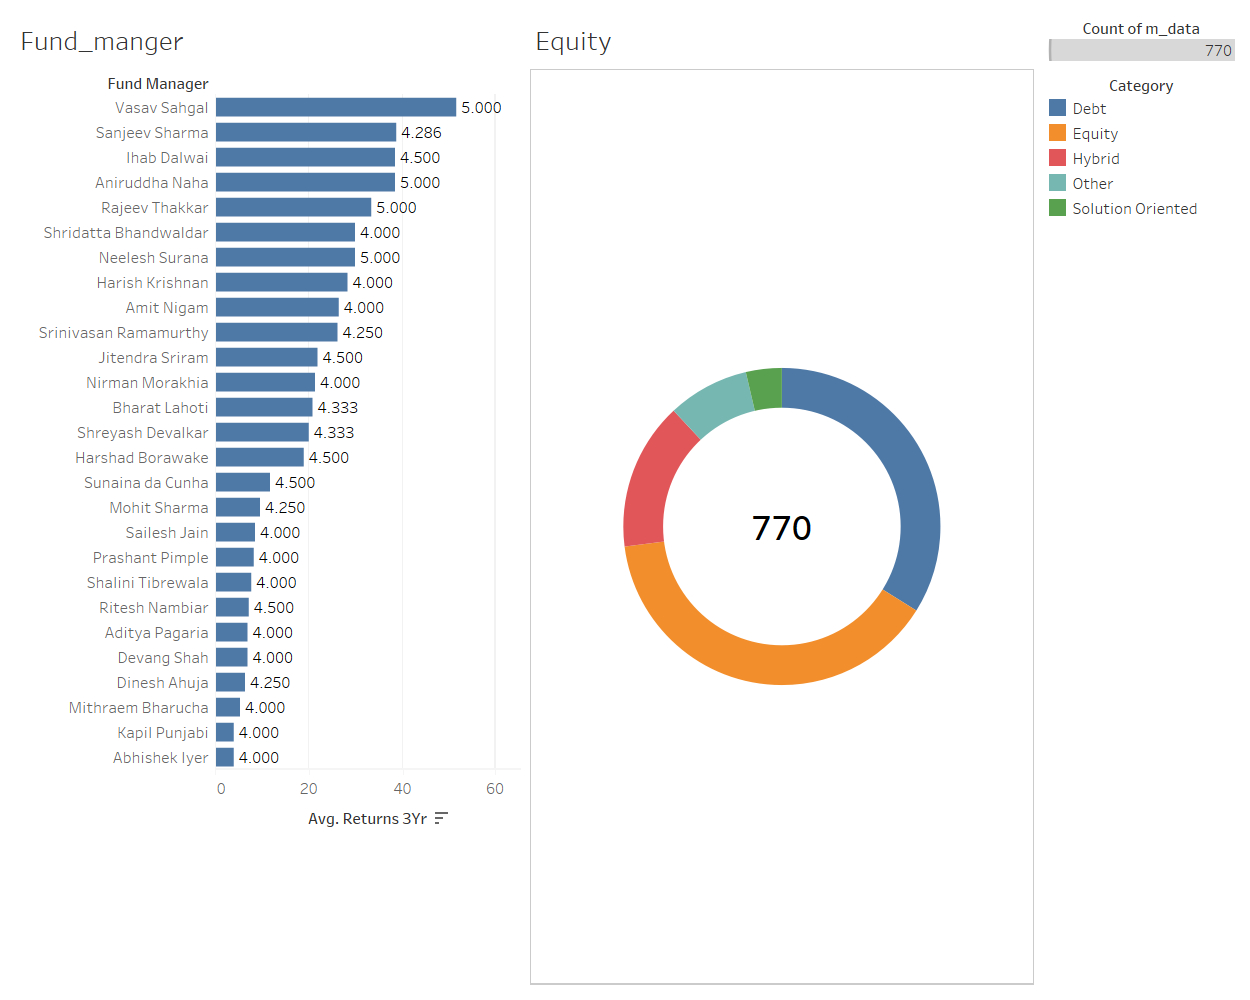 Fund_manger
Fund Manager
Vasav Sahgal 5.000
Sanjeev Sharma 4.286
Ihab Dalwai 4.500
Aniruddha Naha 5.000
Rajeev Thakkar 5.000
Shridatta Bhandwaldar 4.000
Neelesh Surana 5.000
Harish Krishnan 4.000
Amit Nigam 4.000
Srinivasan Ramamurthy 4.250
Jitendra Sriram 4.500
Nirman Morakhia 4.000
Bharat Lahoti 4.333
Shreyash Devalkar 4.333
Harshad Borawake 4.500
Sunaina da Cunha 4.500
Mohit Sharma 4.250
Sailesh Jain 4.000
Prashant Pimple 4.000
Shalini Tibrewala 4.000
Ritesh Nambiar 4.500
Aditya Pagaria 4.000
Devang Shah 4.000
Dinesh Ahuja 4.250
Mithraem Bharucha 4.000
Kapil Punjabi 4.000
Abhishek Iyer 4.000
0 20 40 60
Avg. Returns 3Yr
Equity
770
Count of m_data
770
Category
Debt
Equity
Hybrid
Other
Solution Oriented